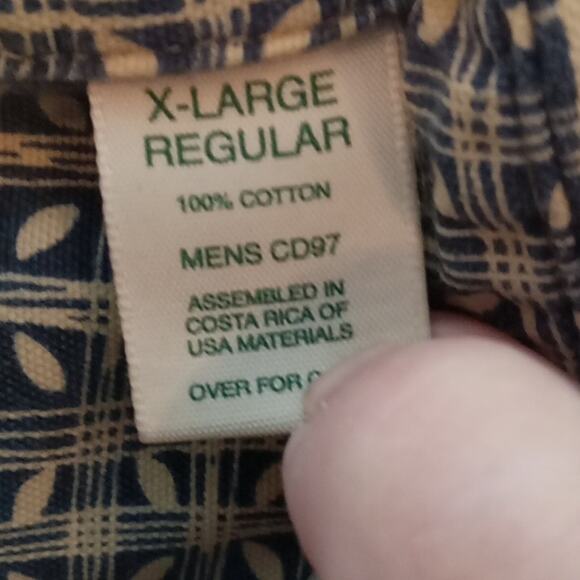 X-LARGE
REGULAR
100% COTTON
MENS CD97
ASSEMBLED IN
COSTA RICA OF
USA MATERIALS
OVER FOR